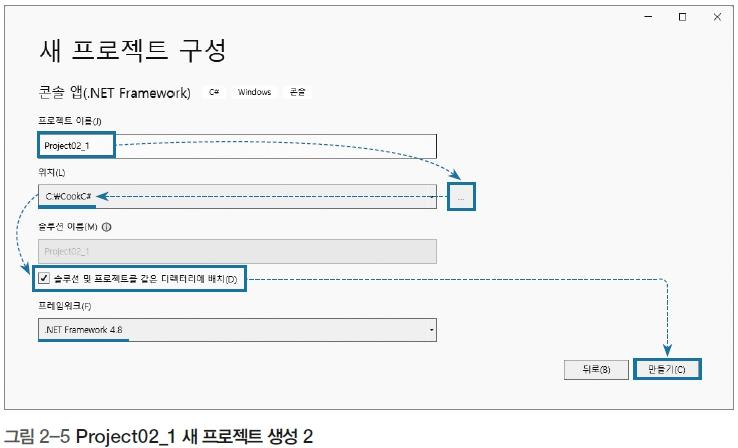 새 프로젝트 구성
콘솔 앱(.NET Framework) C# Windows 콘솔
프로젝트 이름(J)
Project02_1
위치(L)
C:\CookC# ...
솔루션 이름(M)
Project02_1
솔루션 및 프로젝트를 같은 디렉터리에 배치(D)
프레임워크(F)
.NET Framework 4.8
뒤로(B) 만들기(C)
그림 2–5 Project02_1 새 프로젝트 생성 2